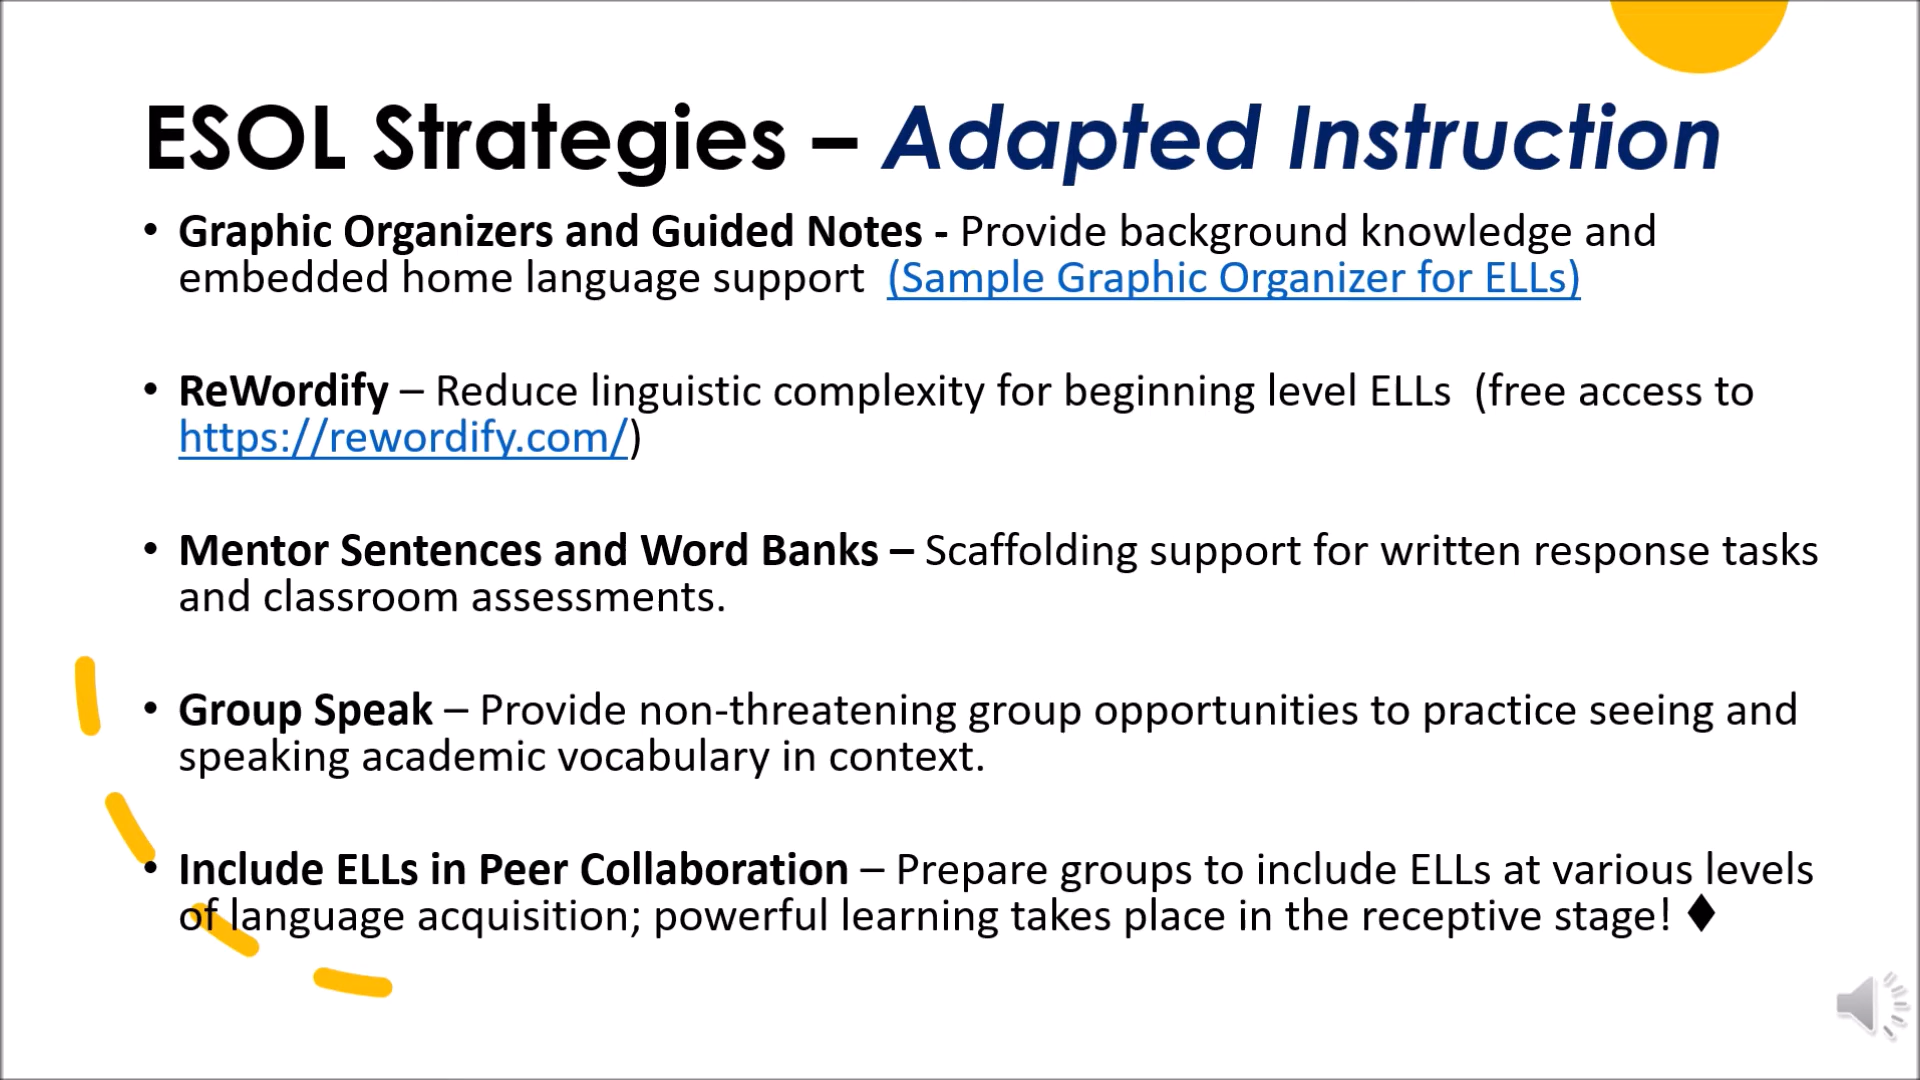 ESOL Strategies – Adapted Instruction
• Graphic Organizers and Guided Notes - Provide background knowledge and
embedded home language support (Sample Graphic Organizer for ELLs)
• ReWordify – Reduce linguistic complexity for beginning level ELLs (free access to
https://rewordify.com/)
• Mentor Sentences and Word Banks – Scaffolding support for written response tasks
and classroom assessments.
• Group Speak – Provide non-threatening group opportunities to practice seeing and
speaking academic vocabulary in context.
• Include ELLs in Peer Collaboration – Prepare groups to include ELLs at various levels
of language acquisition; powerful learning takes place in the receptive stage! ♦